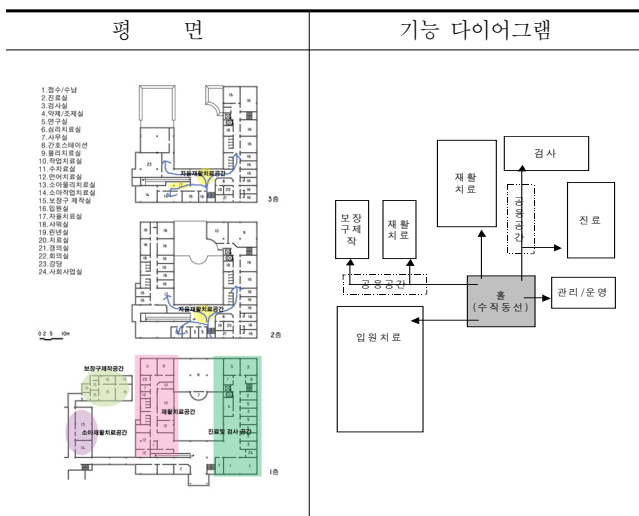 평 면
기능 다이어그램
1.접수/수납
2.진료실
3.검사실
4.약제/조제실
5.연구실
6.심리치료실
7.사무실
8.간호스테이션
9.물리치료실
10.작업치료실
11.수치료실
12.언어치료실
13.소아물리치료실
14.소아작업치료실
15.보장구 제작실
16.입원실
17.자율치료실
18.샤워실
19.린넨실
20.치료실
21.
22.회의실
23.강당
24.사회사업실
자율재활치료공간
3층
자율재활치료공간
2층
0 2 5 10m
보장구제작공간
재활치료공간
소아재활치료공간
진료및 검사 공간
1층
검사
재활
치료
공용
공간
진료
보장
구제
작
재활
치료
공용공간
홀
(수직동선)
관리/운영
입원치료